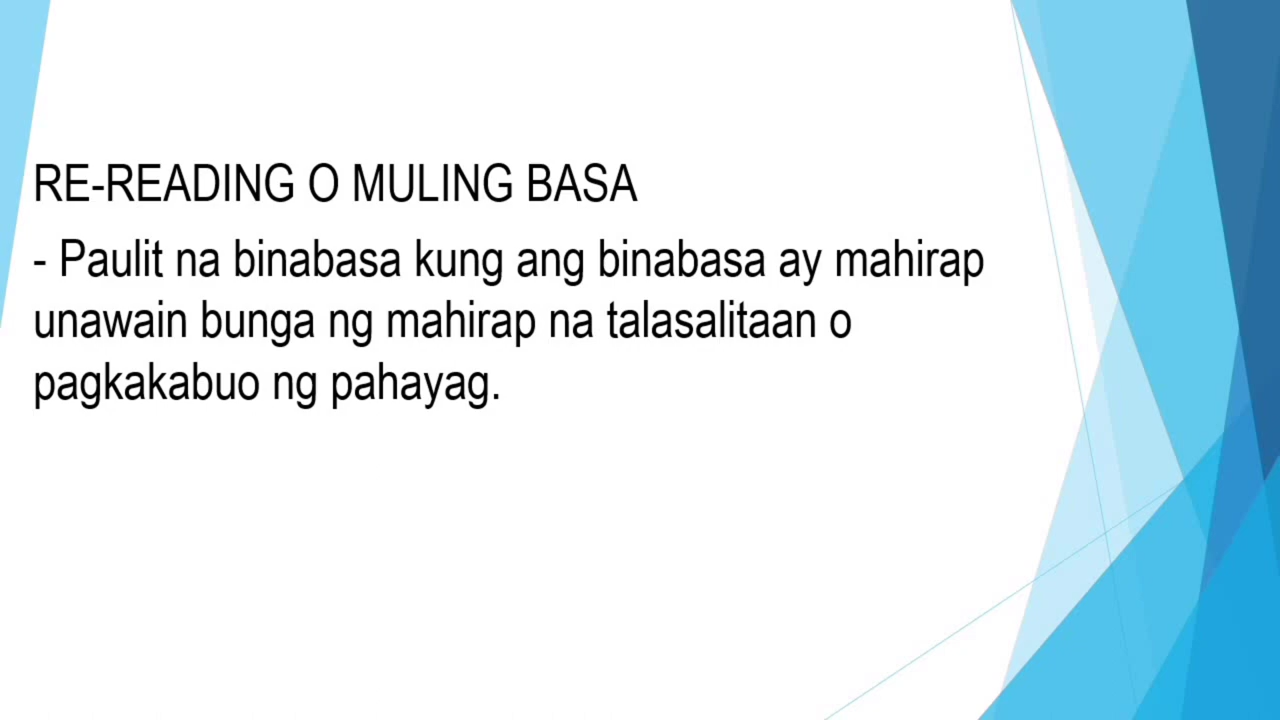 RE-READING O MULING BASA
- Paulit na binabasa kung ang binabasa ay mahirap
unawain bunga ng mahirap na talasalitaan o
pagkakabuo ng pahayag.